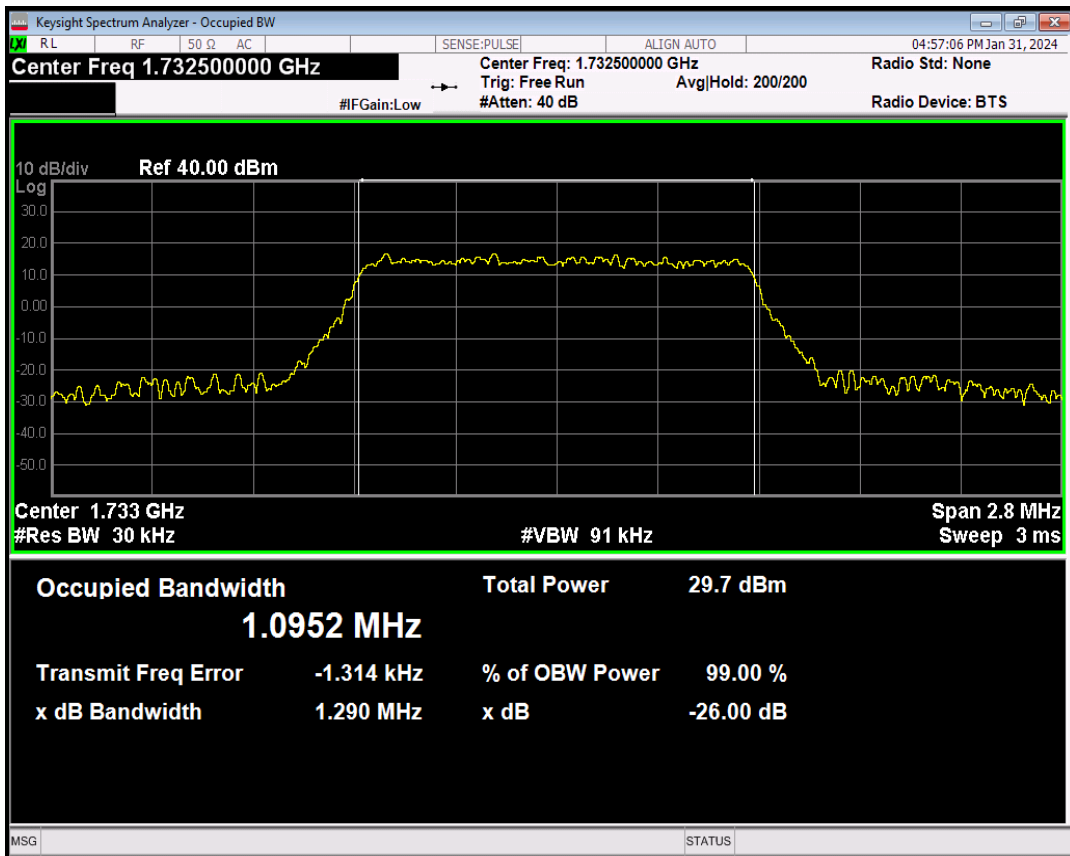 Keysight Spectrum Analyzer - Occupied BW
LXI RL RF 50 Ω AC SENSE:PULSE ALIGN AUTO 04:57:06 PM Jan 31, 2024
Center Freq 1.732500000 GHz Center Freq: 1.732500000 GHz Radio Std: None
Trig: Free Run Avg|Hold: 200/200
#IFGain:Low #Atten: 40 dB Radio Device: BTS
10 dB/div Ref 40.00 dBm
Log
30.0
20.0
10.0
0.00
-10.0
-20.0
-30.0
-40.0
-50.0
Center 1.733 GHz Span 2.8 MHz
#Res BW 30 kHz #VBW 91 kHz Sweep 3 ms
Occupied Bandwidth Total Power 29.7 dBm
1.0952 MHz
Transmit Freq Error -1.314 kHz % of OBW Power 99.00 %
x dB Bandwidth 1.290 MHz x dB -26.00 dB
MSG STATUS